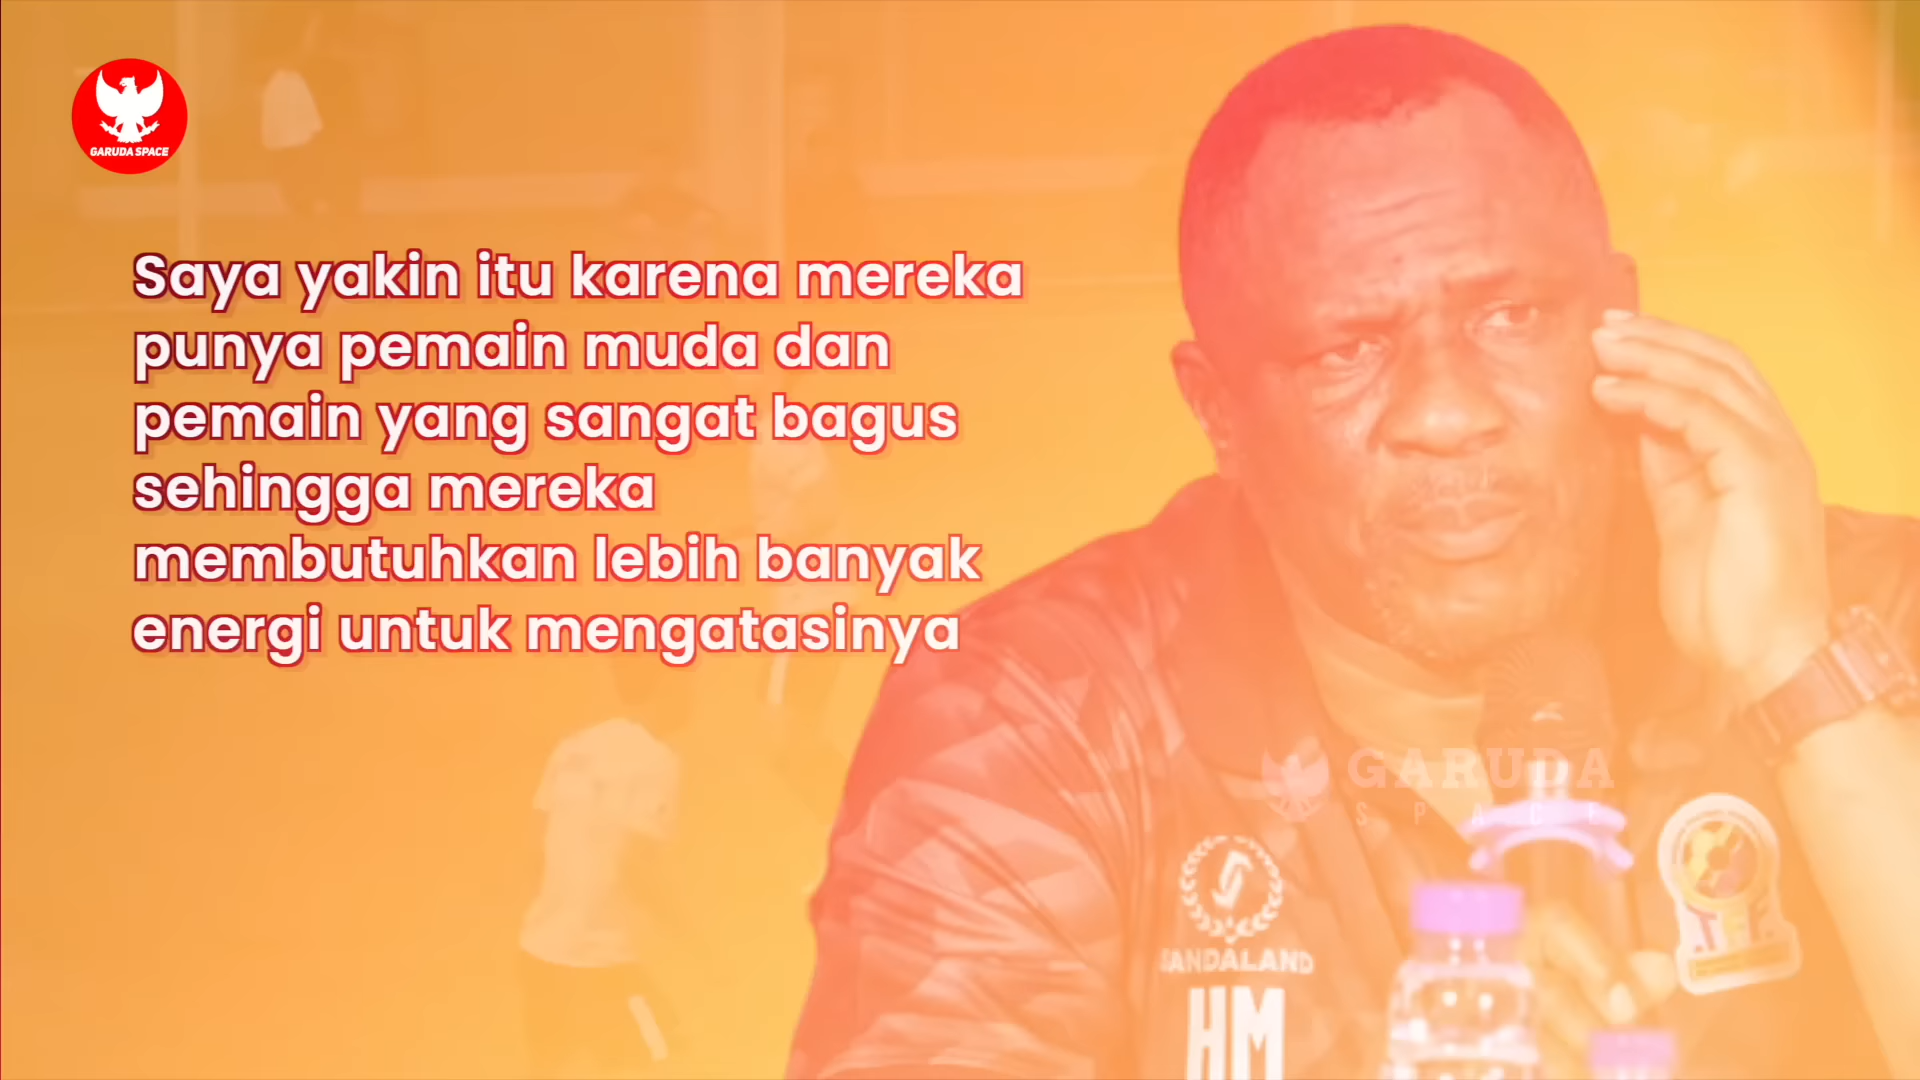 GARUDA SPACE
Saya yakin itu karena mereka
punya pemain muda dan
pemain yang sangat bagus
sehingga mereka
membutuhkan lebih banyak
energi untuk mengatasinya
GARUDA
SPACE
SANDALAND
HM